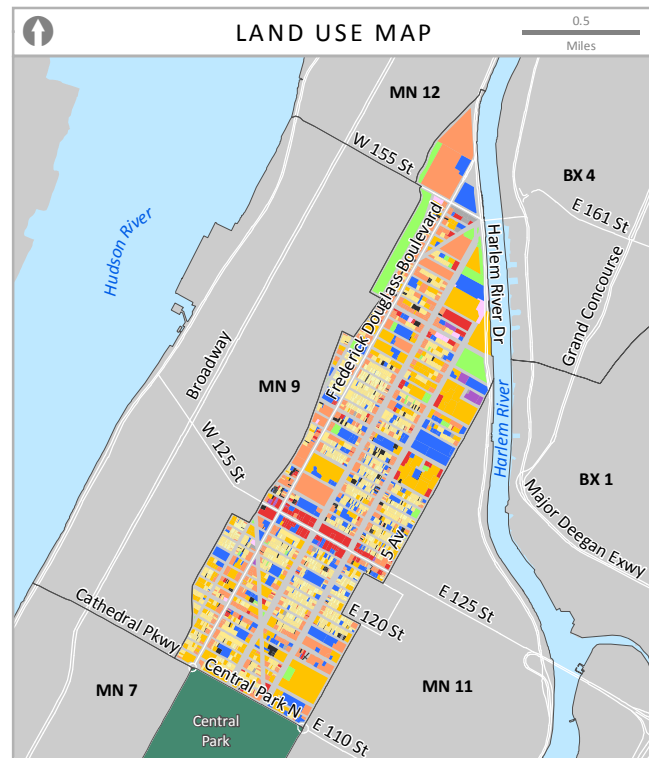 LAND USE MAP
0.5
Miles
MN 12
W 155 St
BX 4
E 161 St
Hudson River
Frederick Douglass Boulevard
Harlem River Dr
Grand Concourse
Broadway
MN 9
Harlem River
W 125 St
BX 1
Major Deegan Exwy
5 Av
E 125 St
Cathedral Pkwy
E 120 St
Central Park N
MN 7
MN 11
Central
Park
E 110 St